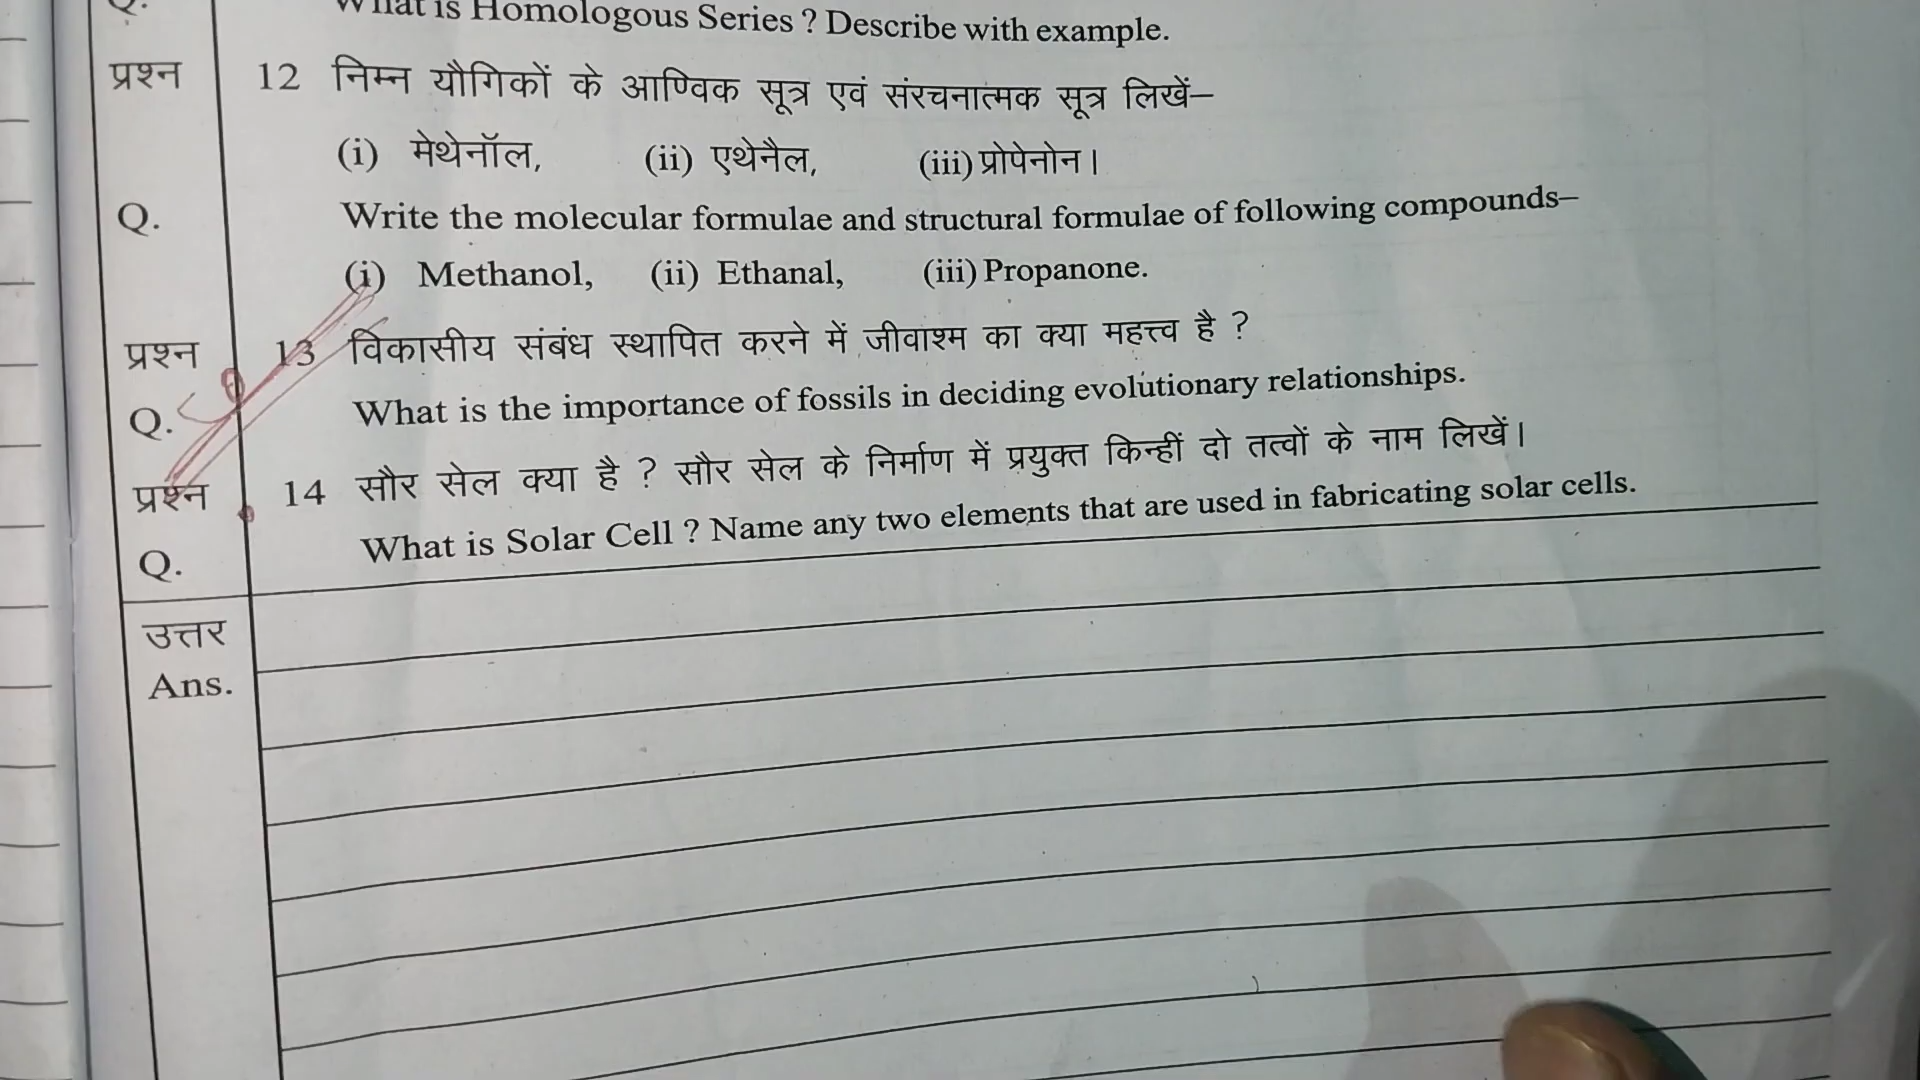 Q. What is Homologous Series ? Describe with example.
प्रश्न 12 निम्न यौगिकों के आण्विक सूत्र एवं संरचनात्मक सूत्र लिखें–
(i) मेथेनॉल, (ii) एथेनैल, (iii) प्रोपेनोन।
Q. Write the molecular formulae and structural formulae of following compounds–
(i) Methanol, (ii) Ethanal, (iii) Propanone.
प्रश्न 13 विकासीय संबंध स्थापित करने में जीवाश्म का क्या महत्त्व है ?
Q. What is the importance of fossils in deciding evolutionary relationships.
प्रश्न 14 सौर सेल क्या है ? सौर सेल के निर्माण में प्रयुक्त किन्हीं दो तत्वों के नाम लिखें।
Q. What is Solar Cell ? Name any two elements that are used in fabricating solar cells.
उत्तर
Ans.